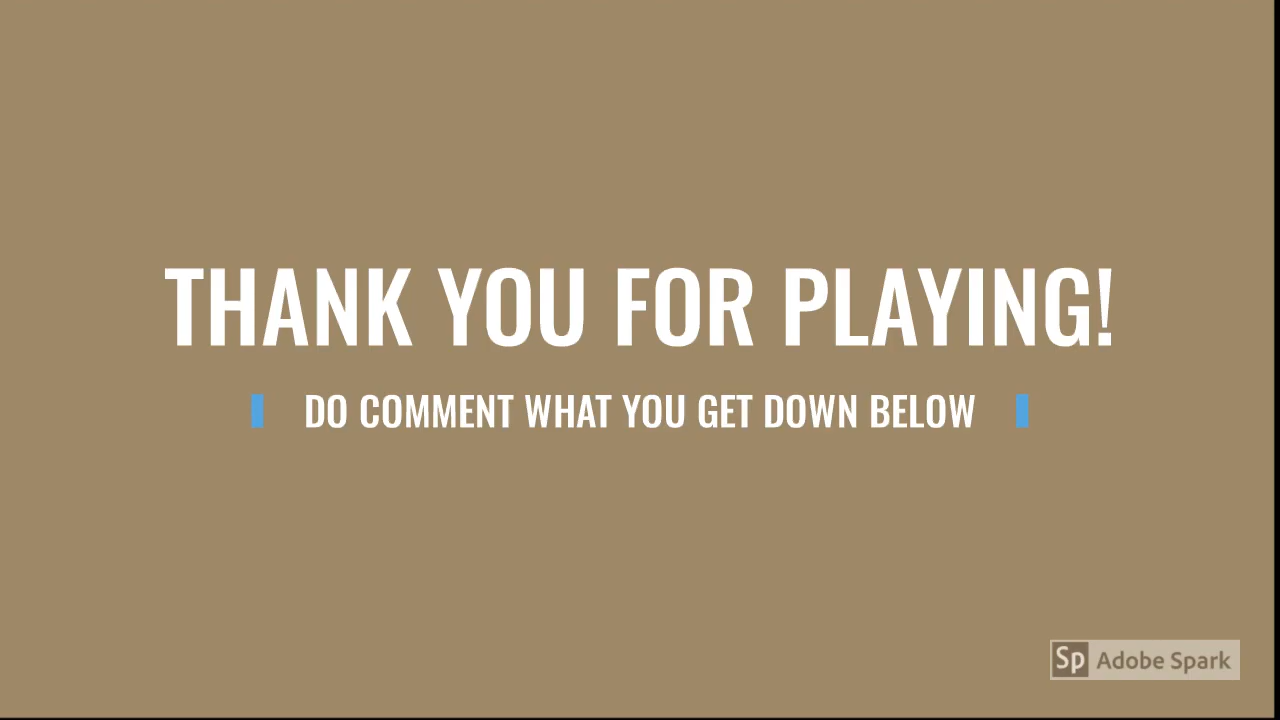 THANK YOU FOR PLAYING!
DO COMMENT WHAT YOU GET DOWN BELOW
Sp Adobe Spark